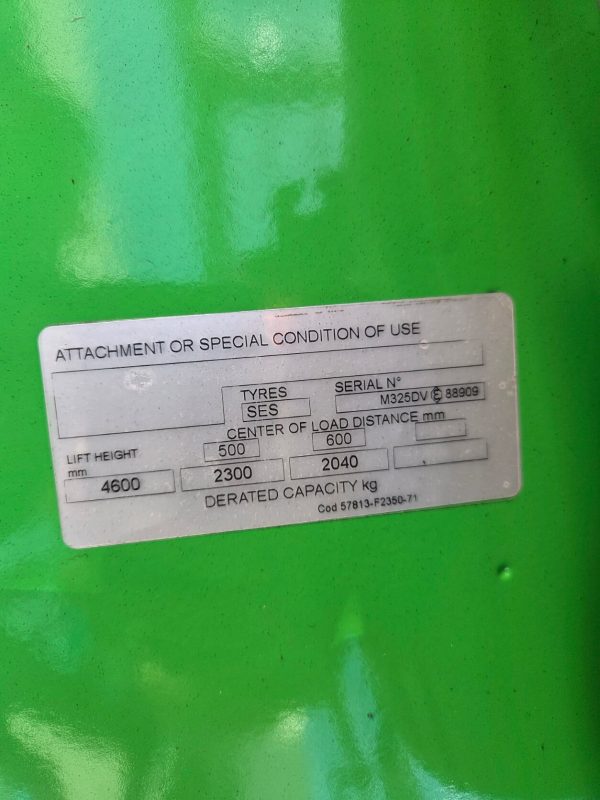 ATTACHMENT OR SPECIAL CONDITION OF USE
TYRES
SES
SERIAL N°
M325DV Ⓔ 88909
CENTER OF LOAD DISTANCE mm
500 600
LIFT HEIGHT
mm
4600 2300 2040
DERATED CAPACITY kg
Cod 57813-F2350-71